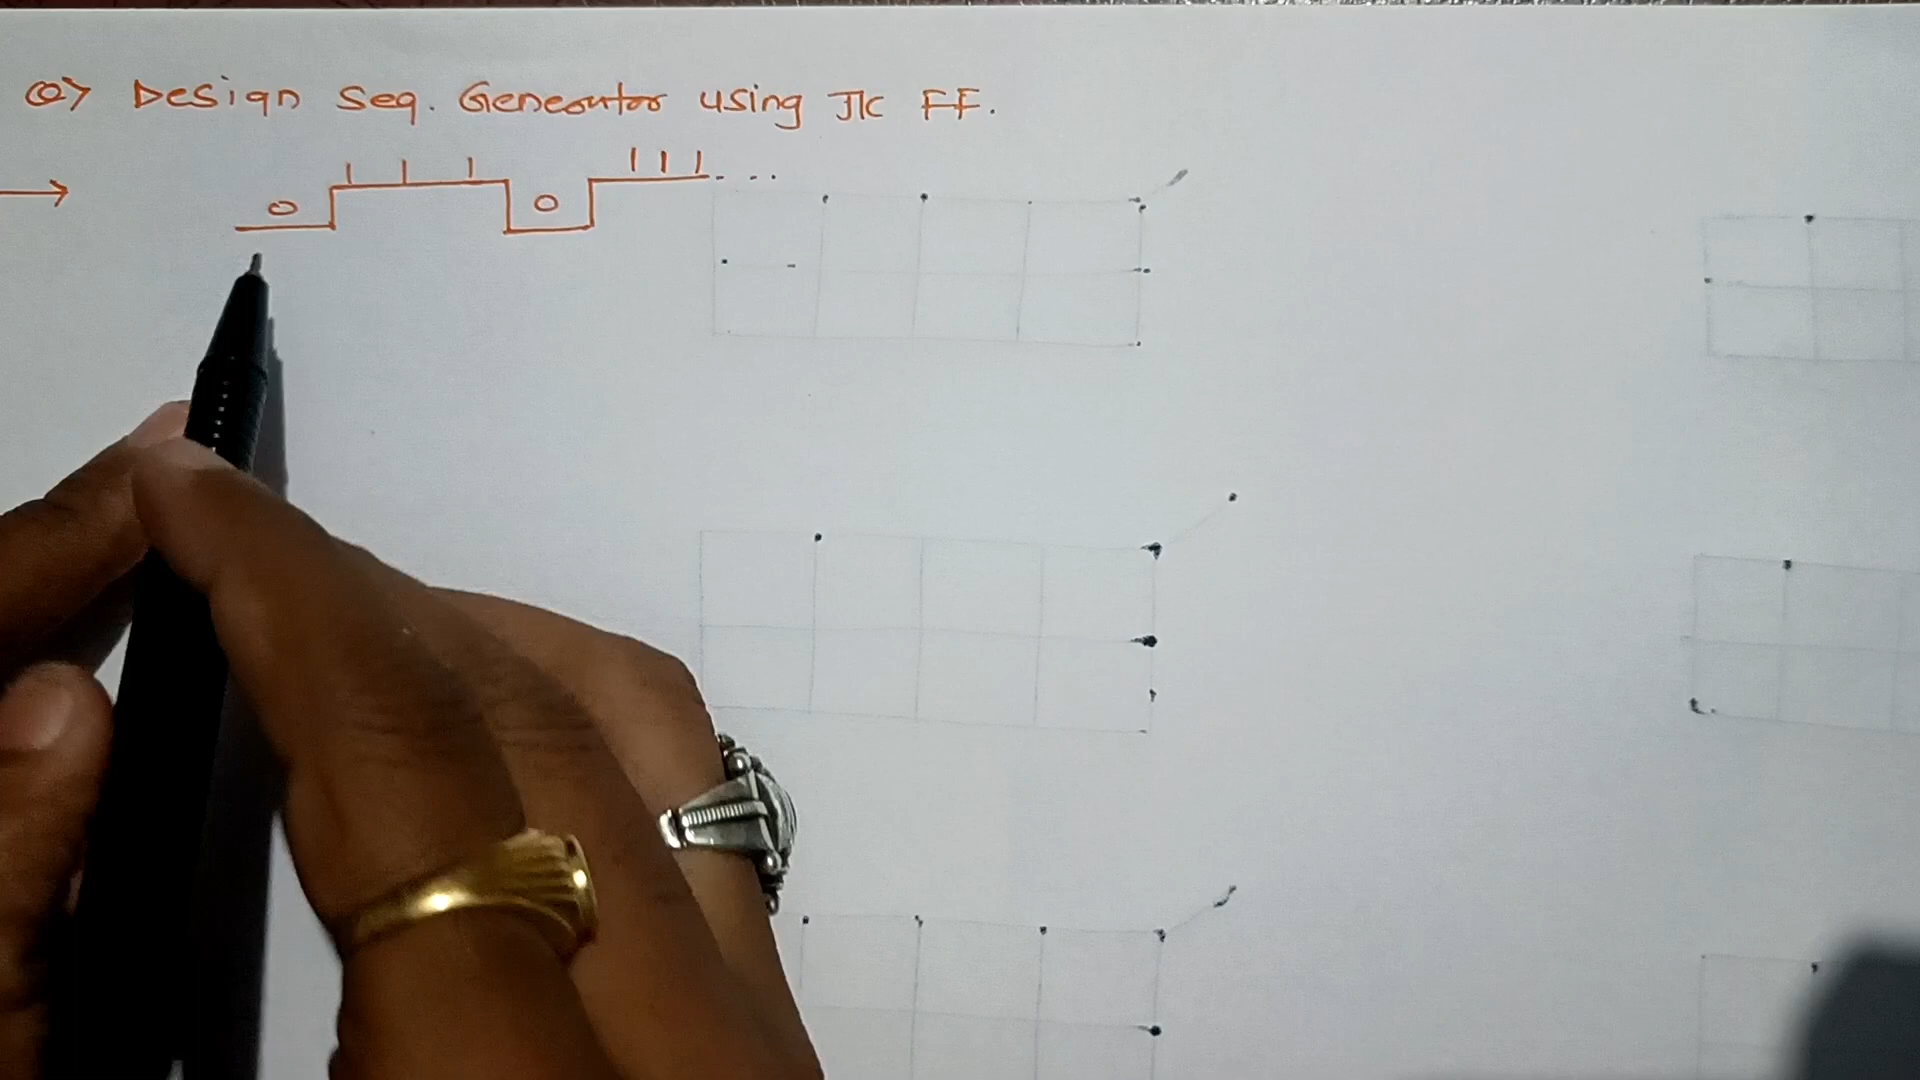 Q> Design Seq. Generator using JK FF.
→ 0 1 1 1 0 1 1 1 . . .